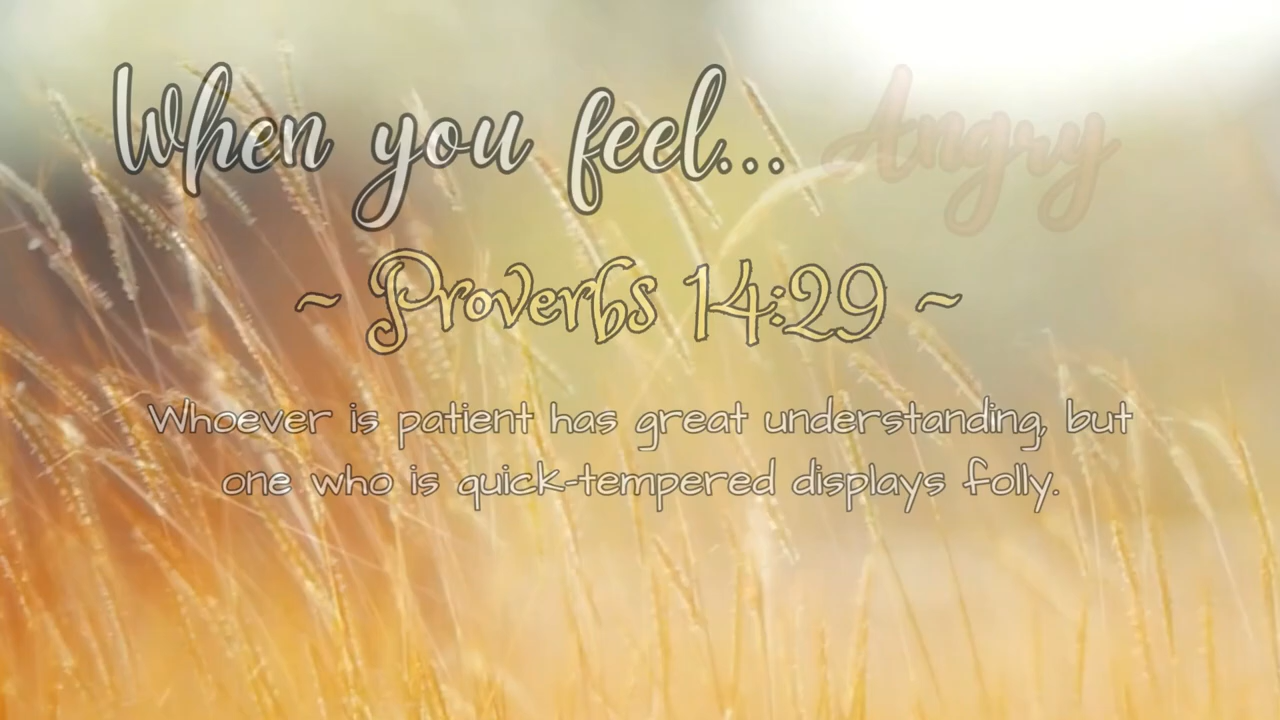 When you feel... Angry
~ Proverbs 14:29 ~
Whoever is patient has great understanding, but
one who is quick-tempered displays folly.